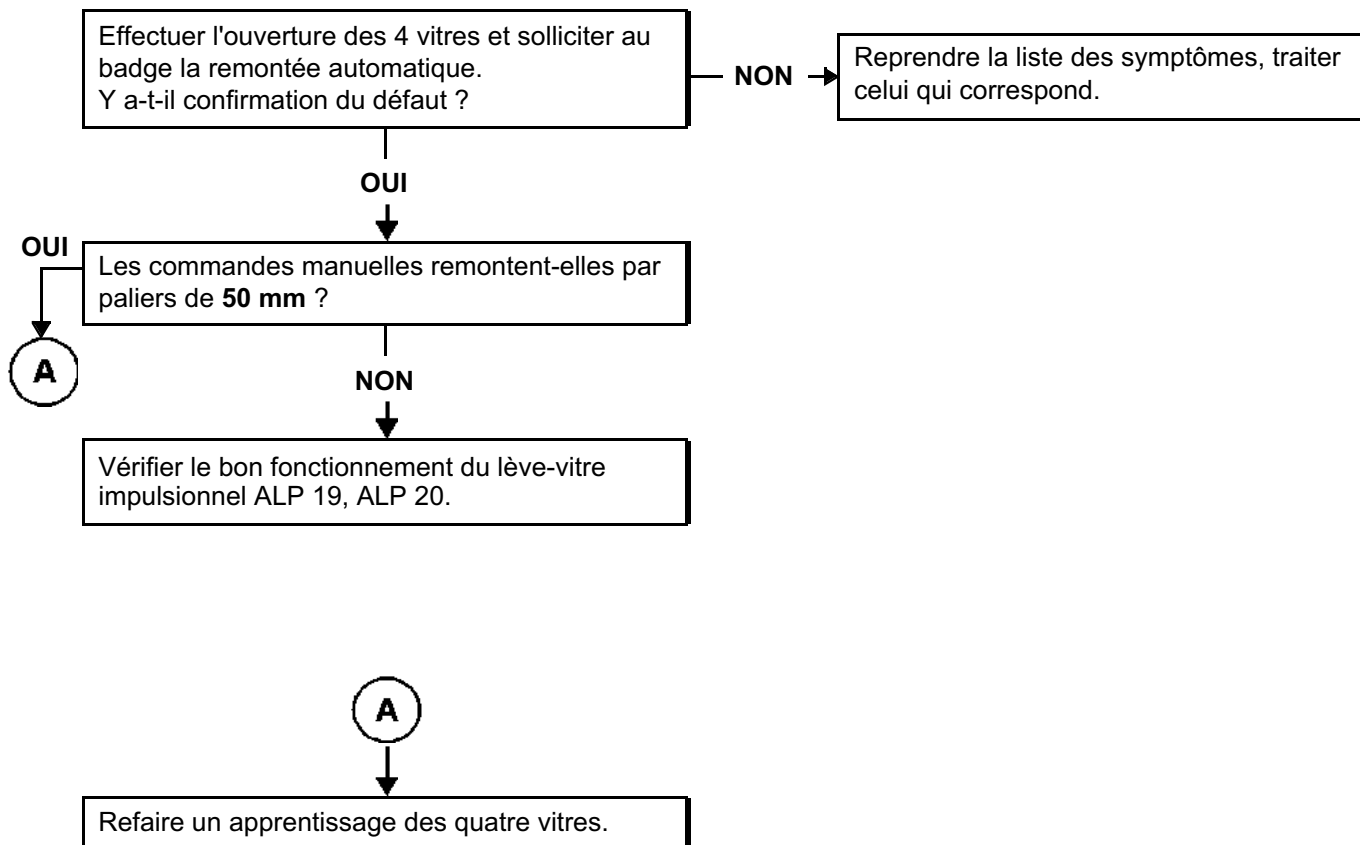 Effectuer l'ouverture des 4 vitres et solliciter au
badge la remontée automatique.
Y a-t-il confirmation du défaut ?
NON
Reprendre la liste des symptômes, traiter
celui qui correspond.
OUI
OUI
Les commandes manuelles remontent-elles par
paliers de 50 mm ?
A
NON
Vérifier le bon fonctionnement du lève-vitre
impulsionnel ALP 19, ALP 20.
A
Refaire un apprentissage des quatre vitres.